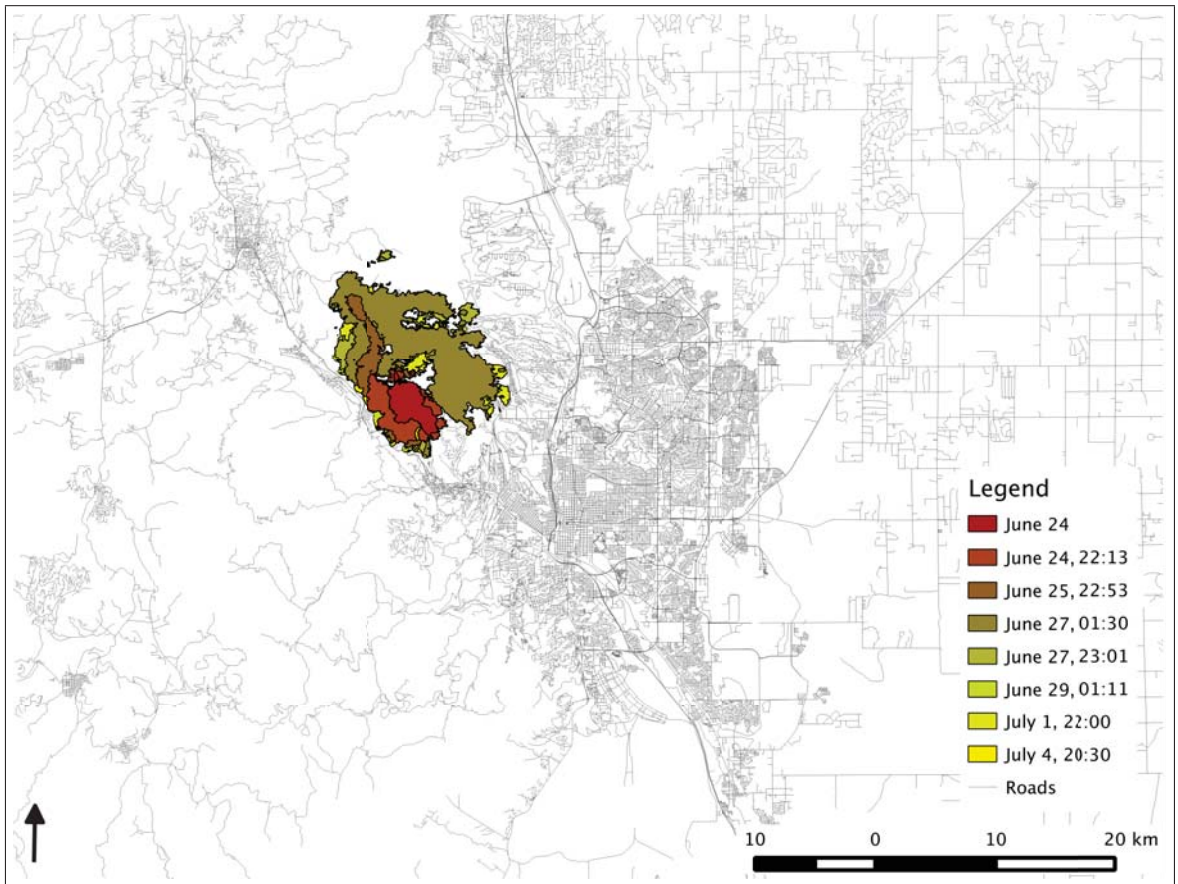 Legend
June 24
June 24, 22:13
June 25, 22:53
June 27, 01:30
June 27, 23:01
June 29, 01:11
July 1, 22:00
July 4, 20:30
Roads
10 0 10 20 km